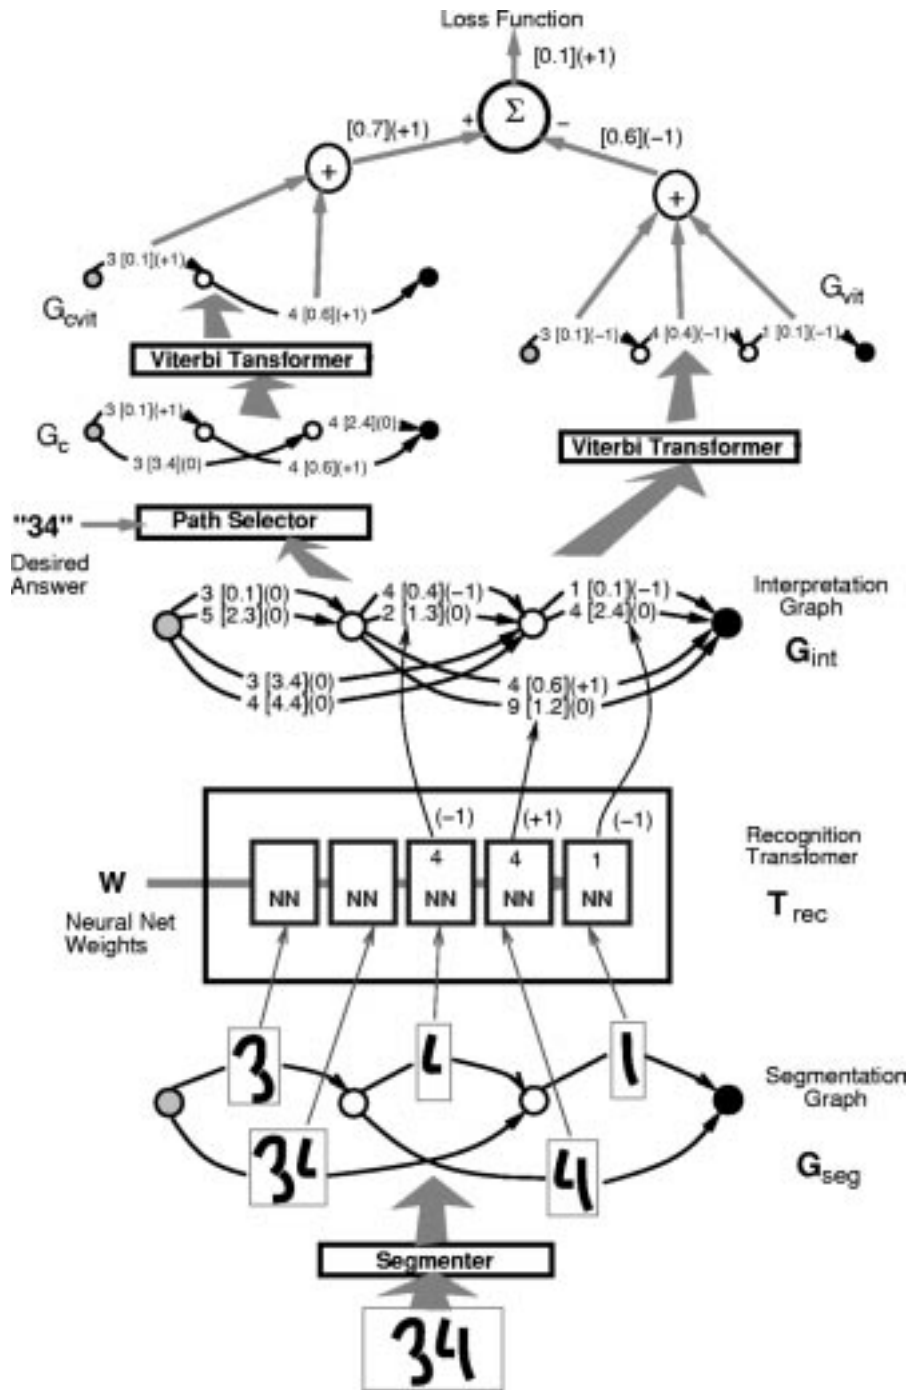 Loss Function
[0.1](+1)
Σ
+
−
[0.7](+1)
[0.6](−1)
+
+
3 [0.1](+1)
4 [0.6](+1)
G_cvit
G_vit
3 [0.1](−1)
4 [0.4](−1)
1 [0.1](−1)
Viterbi Tansformer
3 [0.1](+1)
4 [2.4](0)
G_c
3 [3.4](0)
4 [0.6](+1)
Viterbi Transformer
"34"
Path Selector
Desired
Answer
3 [0.1](0)
4 [0.4](−1)
1 [0.1](−1)
5 [2.3](0)
2 [1.3](0)
4 [2.4](0)
Interpretation
Graph
G_int
3 [3.4](0)
4 [0.6](+1)
4 [4.4](0)
9 [1.2](0)
(−1)
(+1)
(−1)
Recognition
Transfomer
T_rec
4
4
1
W
NN
NN
NN
NN
NN
Neural Net
Weights
3
4
1
Segmentation
Graph
34
4
G_seg
Segmenter
34